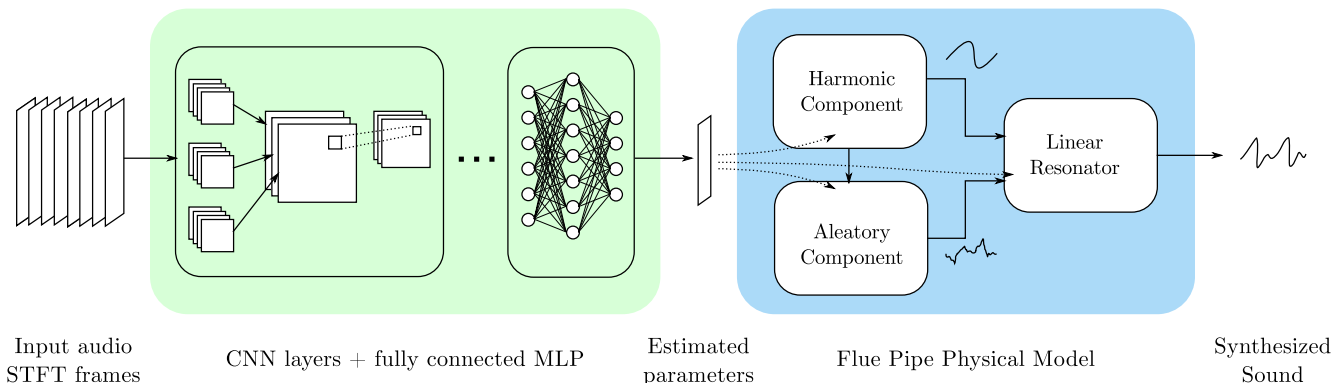 Harmonic
Component
Linear
Resonator
Aleatory
Component
Input audio
STFT frames
CNN layers + fully connected MLP
Estimated
parameters
Flue Pipe Physical Model
Synthesized
Sound